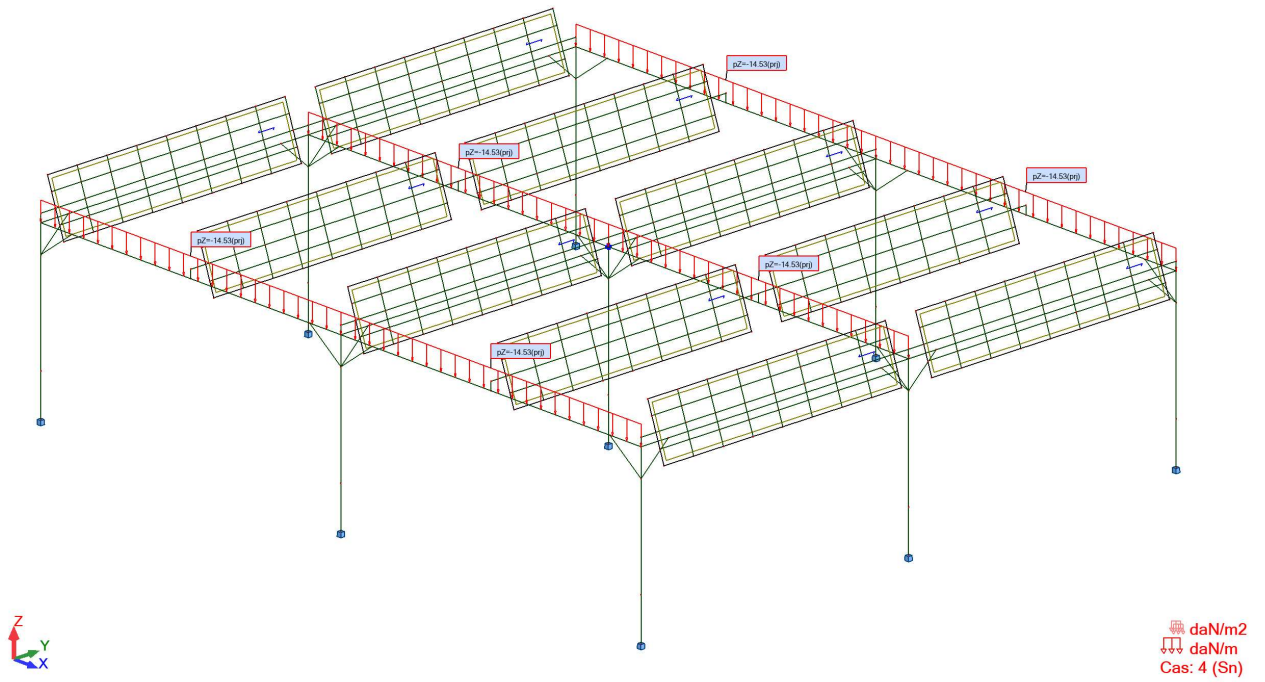 pZ=-14.53(prj)
pZ=-14.53(prj)
pZ=-14.53(prj)
pZ=-14.53(prj)
pZ=-14.53(prj)
pZ=-14.53(prj)
Z
Y
X
daN/m2
daN/m
Cas: 4 (Sn)